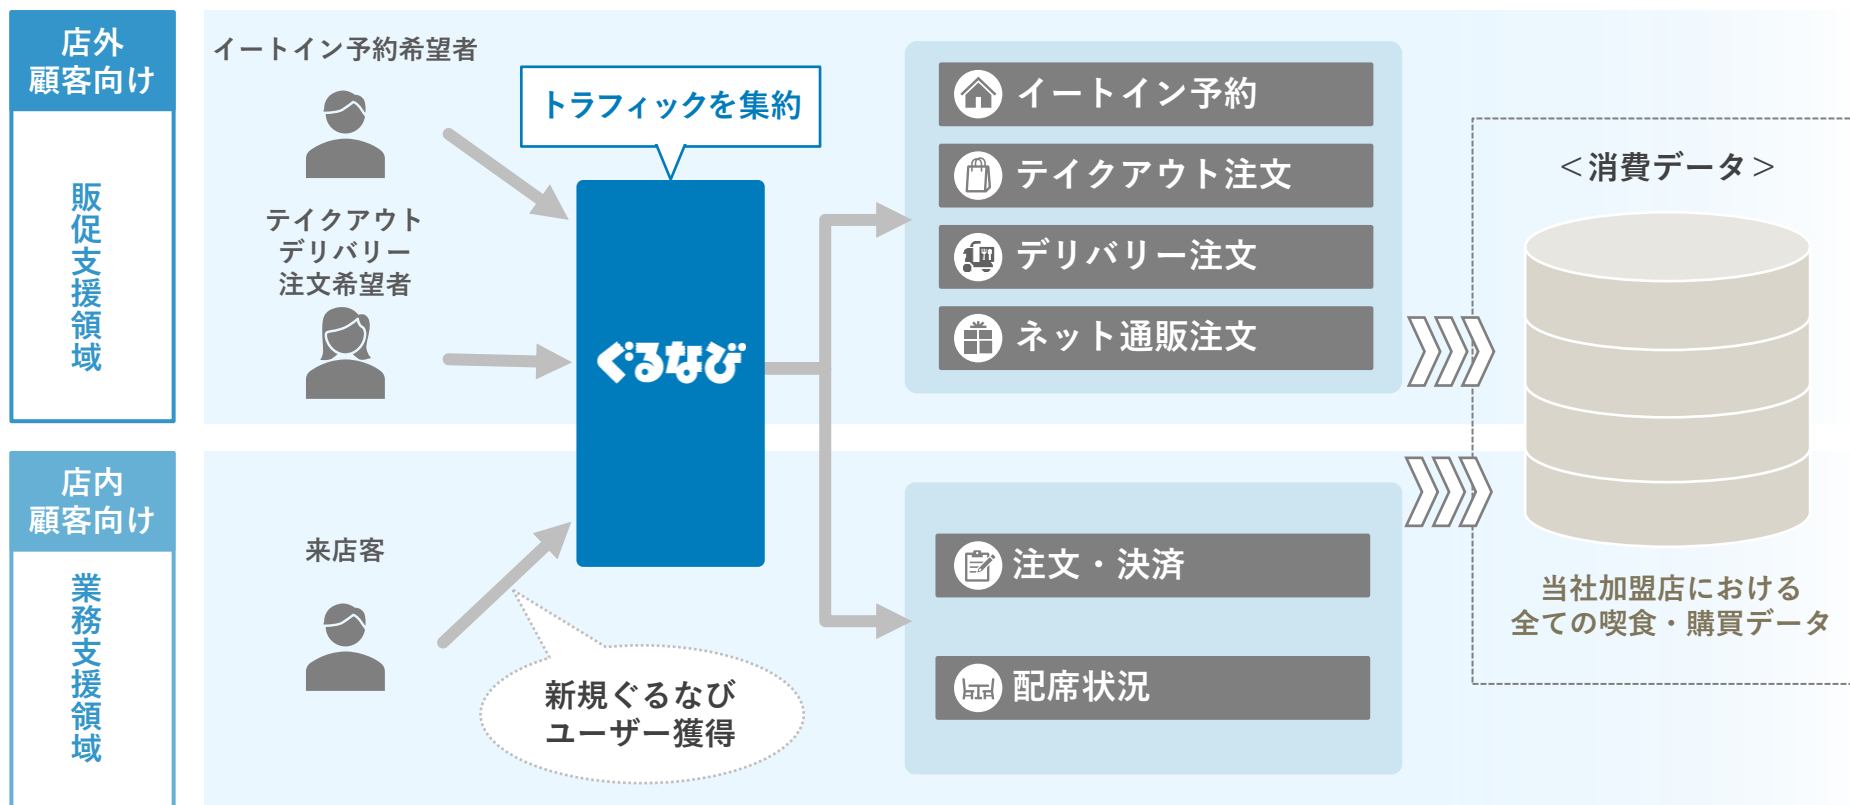 店外
顧客向け
販促支援領域
イートイン予約希望者
テイクアウト
デリバリー
注文希望者
トラフィックを集約
ぐるなび
イートイン予約
テイクアウト注文
デリバリー注文
ネット通販注文
＜消費データ＞
当社加盟店における
全ての喫食・購買データ
店内
顧客向け
業務支援領域
来店客
新規ぐるなび
ユーザー獲得
注文・決済
配席状況